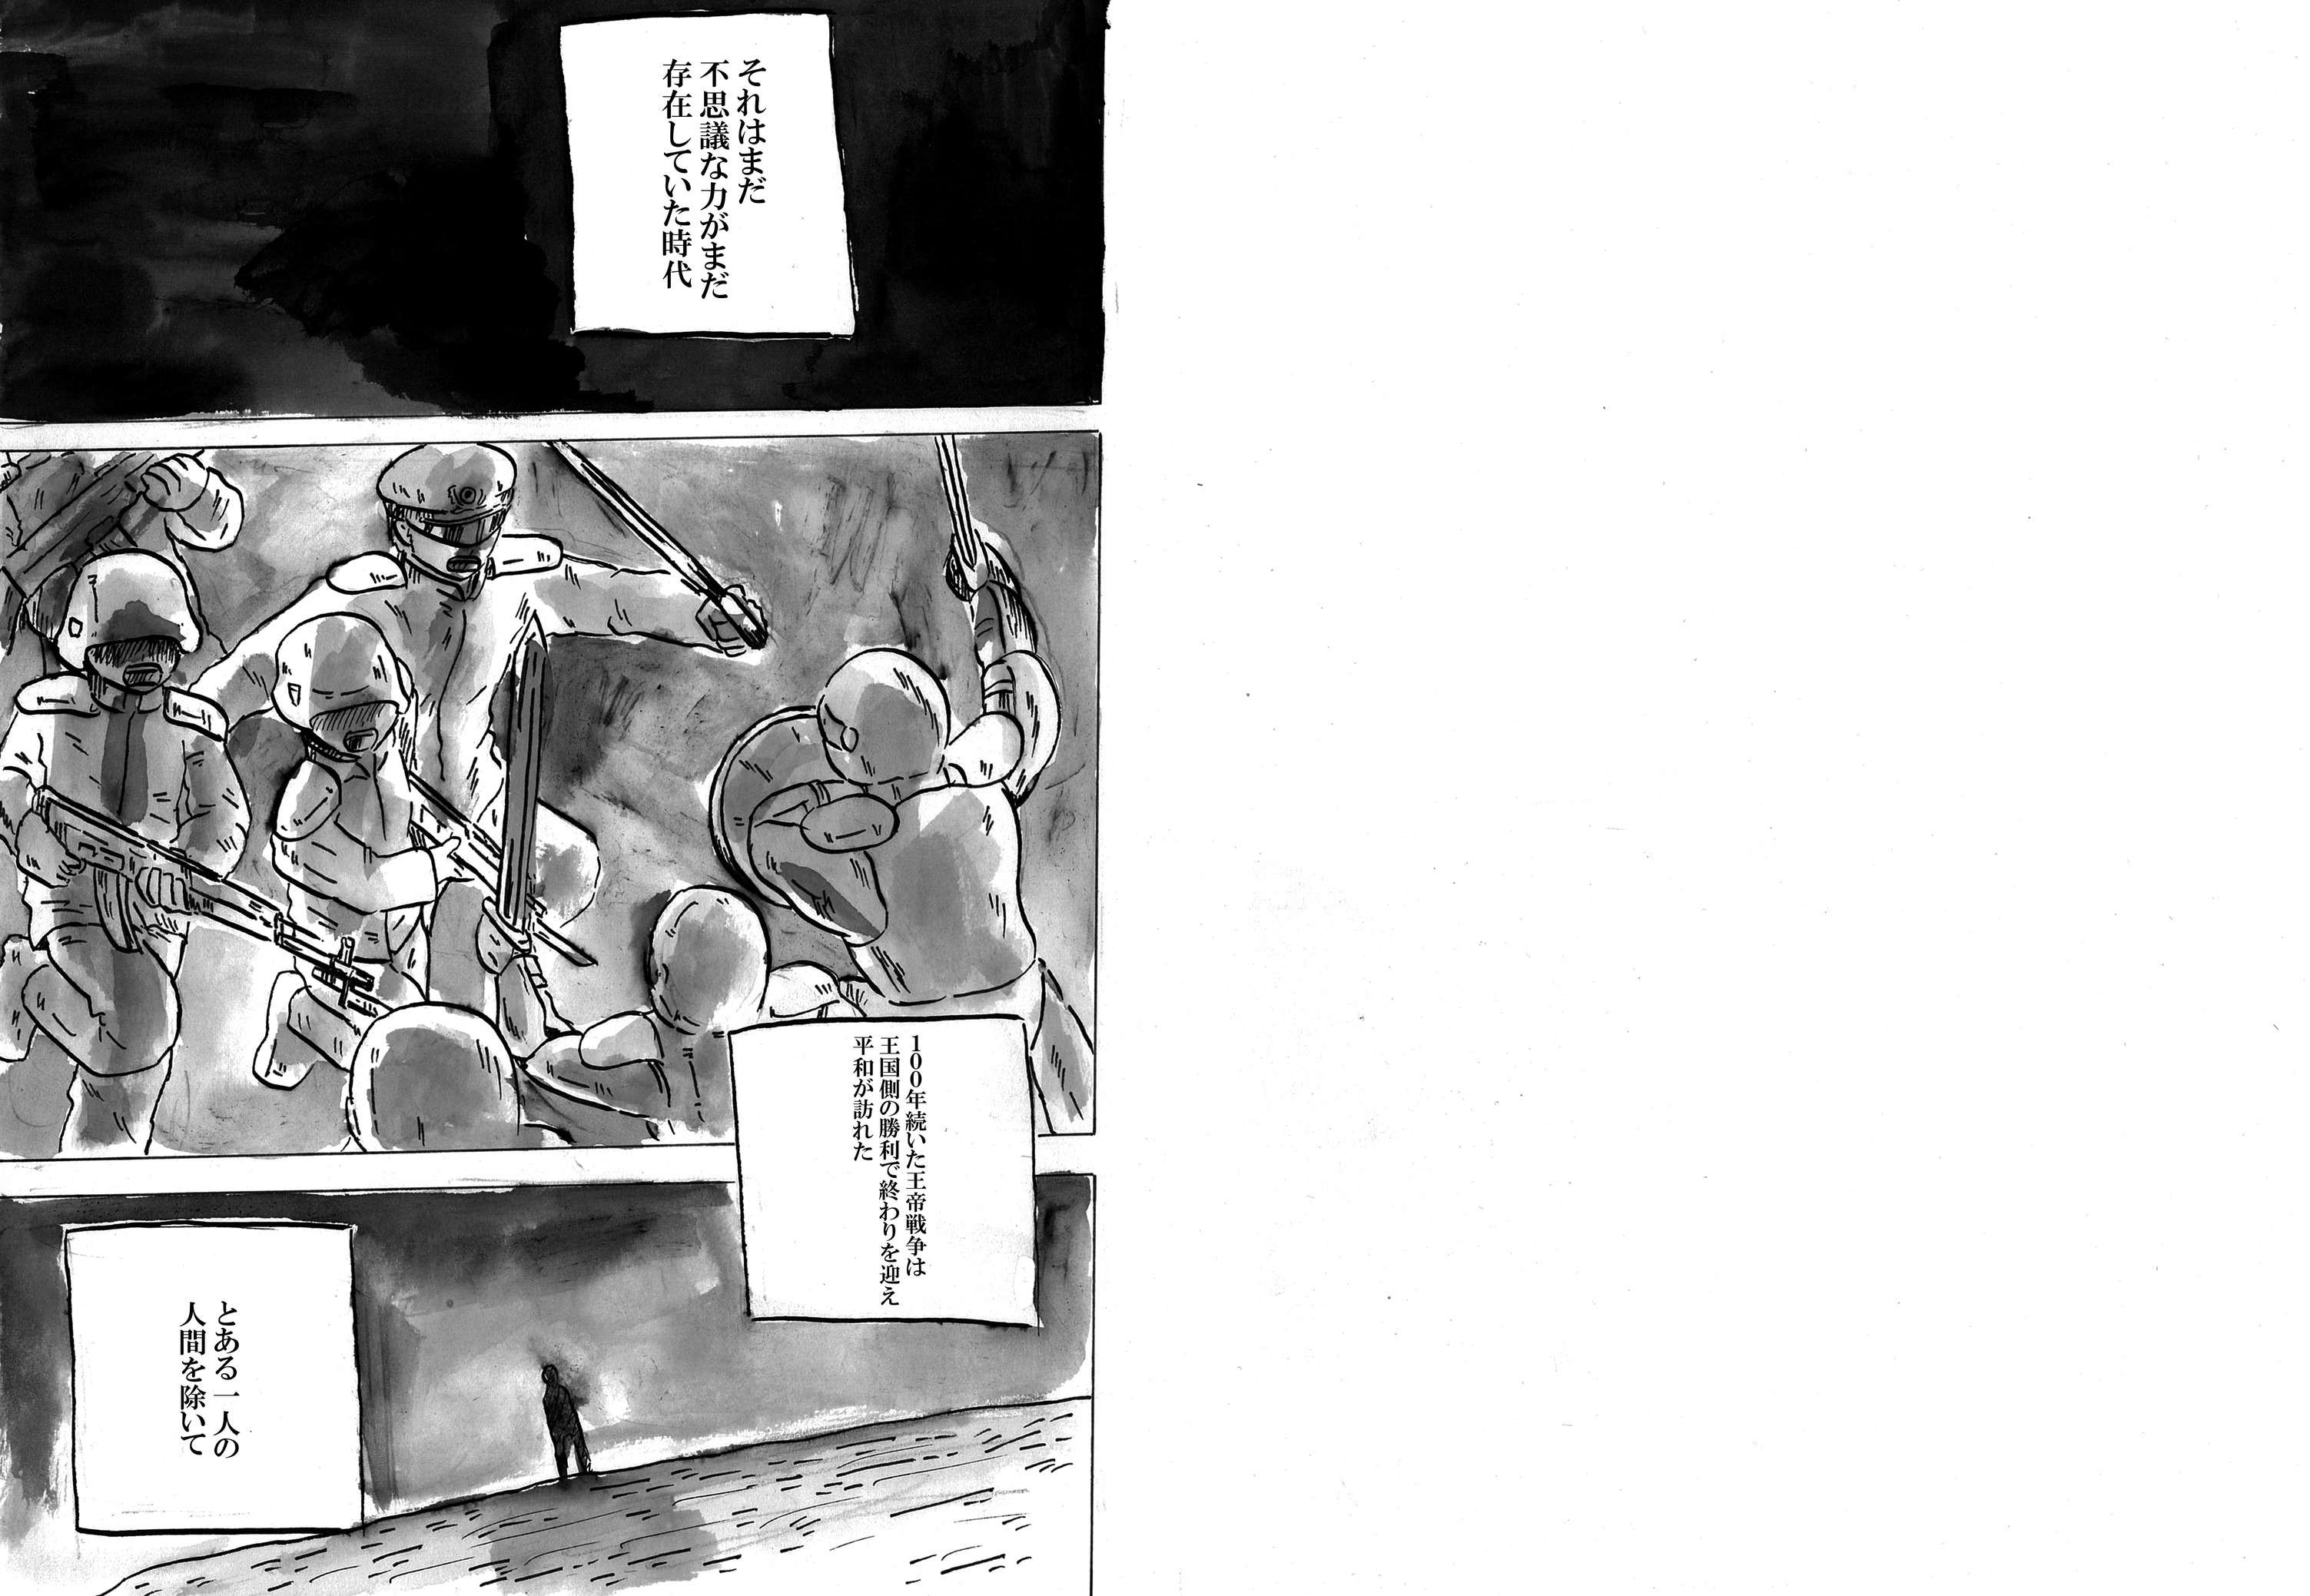 それはまだ
不思議な力がまだ
存在していた時代
100年続いた王帝戦争は
王国側の勝利で終わりを迎え
平和が訪れた
とある一人の
人間を除いて